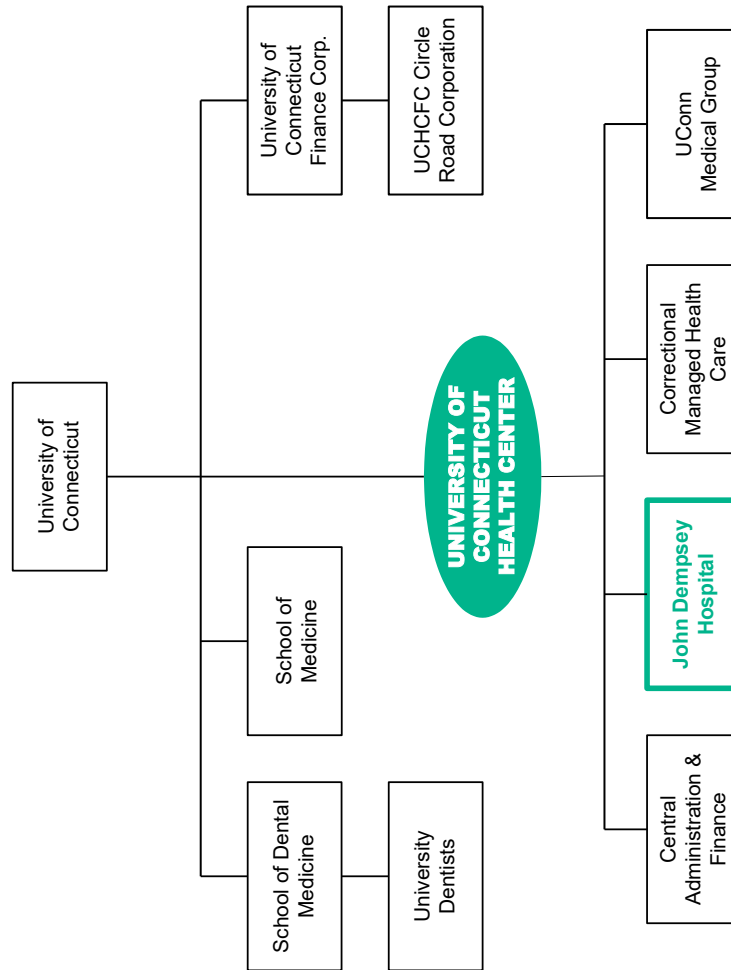 University of
Connecticut
School of Dental
Medicine
School of
Medicine
University of
Connecticut
Finance Corp.
University
Dentists
UCHCFC Circle
Road Corporation
UNIVERSITY OF
CONNECTICUT
HEALTH CENTER
Central
Administration &
Finance
John Dempsey
Hospital
Correctional
Managed Health
Care
UConn
Medical Group